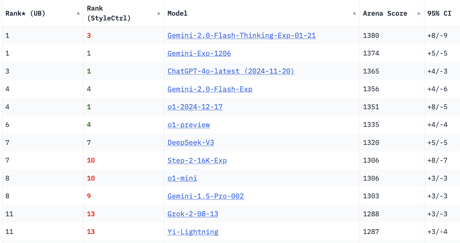 Rank* (UB) Rank (StyleCtrl) Model Arena Score 95% CI
1 3 Gemini-2.0-Flash-Thinking-Exp-01-21 1380 +8/-9
1 1 Gemini-Exp-1206 1374 +5/-5
3 1 ChatGPT-4o-latest (2024-11-20) 1365 +4/-3
4 4 Gemini-2.0-Flash-Exp 1356 +4/-6
4 1 o1-2024-12-17 1351 +8/-5
6 4 o1-preview 1335 +4/-4
7 7 DeepSeek-V3 1320 +5/-5
7 10 Step-2-16K-Exp 1306 +8/-7
8 10 o1-mini 1306 +3/-3
8 9 Gemini-1.5-Pro-002 1303 +3/-3
11 13 Grok-2-08-13 1288 +3/-3
11 13 Yi-Lightning 1287 +3/-4